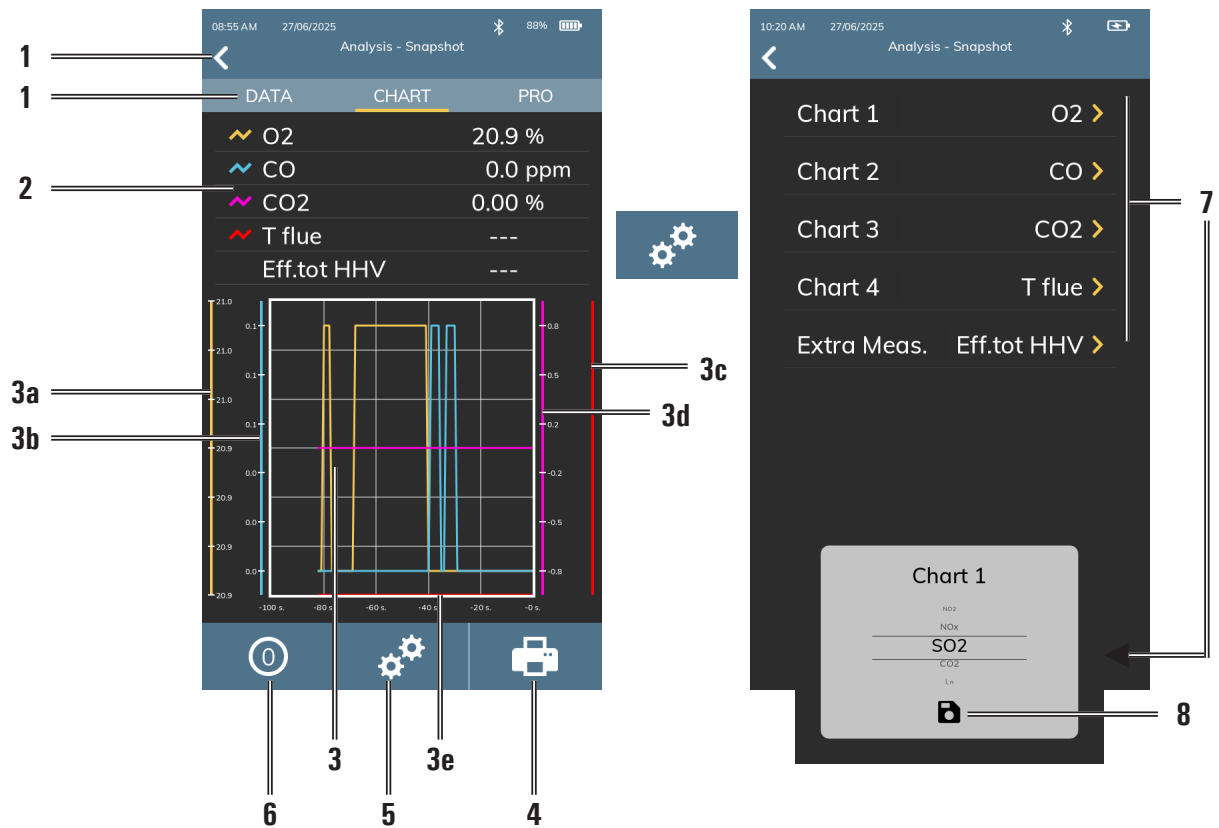 08:55 AM 27/06/2025 88%
Analysis - Snapshot
1
1
DATA CHART PRO
O2 20.9 %
CO 0.0 ppm
2
CO2 0.00 %
T flue ---
Eff.tot HHV ---
21.0
0.1
0.8
21.0
0.1
0.5
3c
3a
21.0
3d
0.1
0.2
3b
20.9
0.0
-0.2
20.9
0.0
-0.5
20.9
0.0
-0.8
20.9
-100 s. -80 s. -60 s. -40 s. -20 s. -0 s.
0
3
3e
6
5
4
10:20 AM 27/06/2025
Analysis - Snapshot
Chart 1 O2
Chart 2 CO
7
Chart 3 CO2
Chart 4 T flue
Extra Meas. Eff.tot HHV
Chart 1
NO2
NOx
SO2
CO2
8